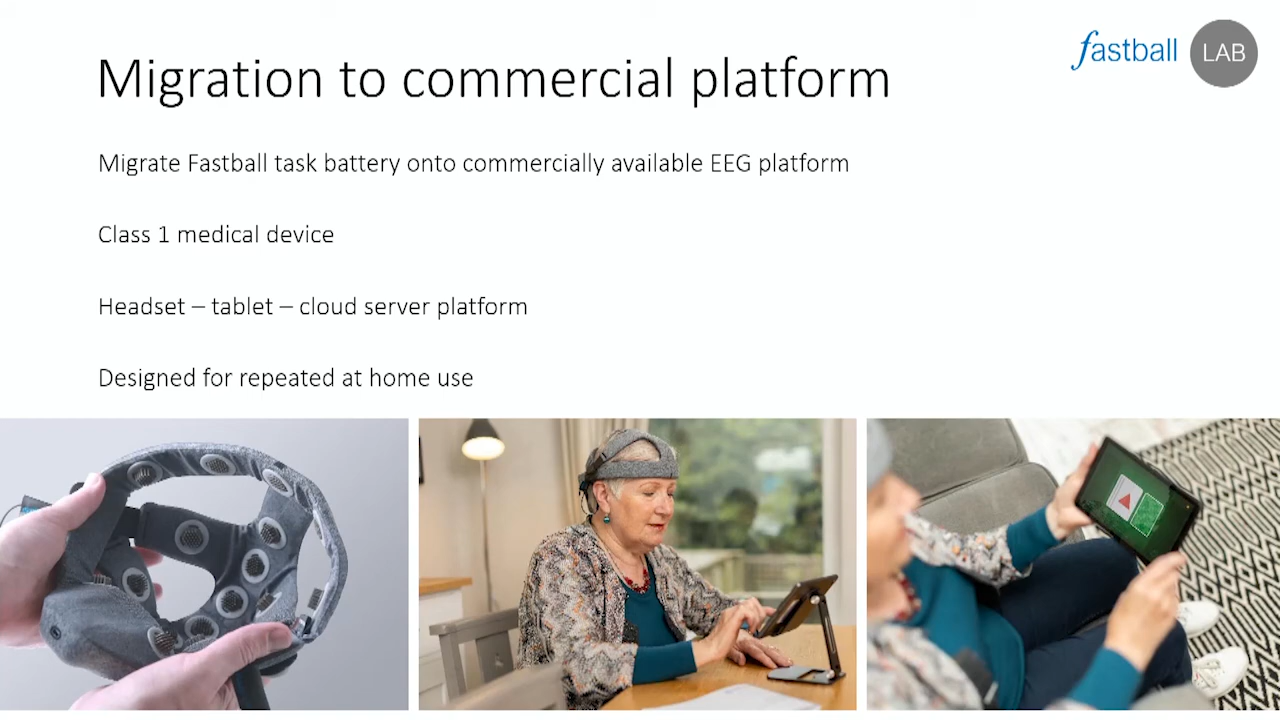 fastball LAB
Migration to commercial platform
Migrate Fastball task battery onto commercially available EEG platform
Class 1 medical device
Headset – tablet – cloud server platform
Designed for repeated at home use